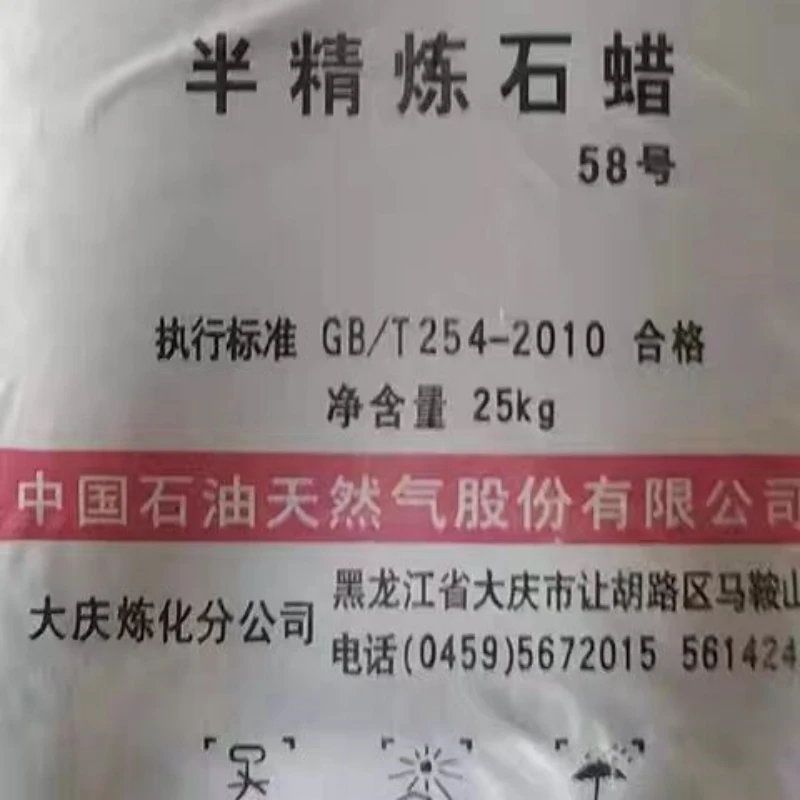 半精炼石蜡
58号
执行标准 GB/T254-2010 合格
净含量 25kg
中国石油天然气股份有限公司
大庆炼化分公司
黑龙江省大庆市让胡路区马鞍山
电话(0459)5672015 561424